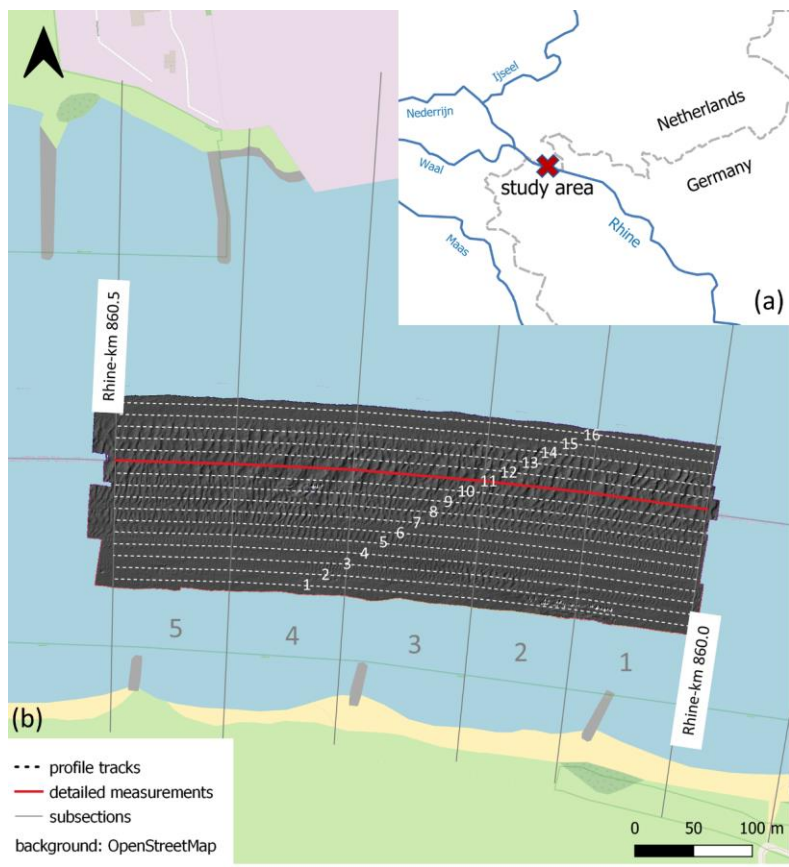 Ijseel
Nederrijn
Netherlands
Waal
Germany
study area
Maas
Rhine
(a)
Rhine-km 860.5
16
15
14
13
12
11
10
9
8
7
6
5
4
3
2
1
5
4
3
2
1
Rhine-km 860.0
(b)
profile tracks
detailed measurements
subsections
background: OpenStreetMap
0 50 100 m